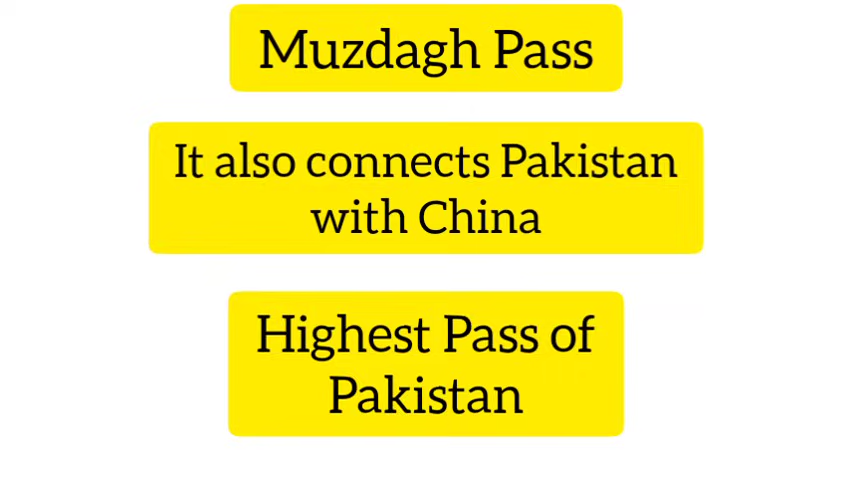 Muzdagh Pass
It also connects Pakistan
with China
Highest Pass of
Pakistan